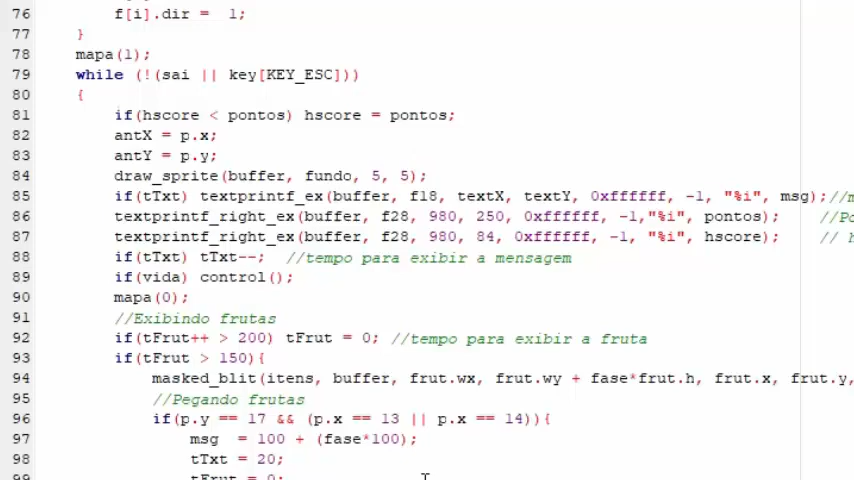 76 f[i].dir = 1;
77 }
78 mapa(1);
79 while (!(sai || key[KEY_ESC]))
80 {
81 if(hscore < pontos) hscore = pontos;
82 antX = p.x;
83 antY = p.y;
84 draw_sprite(buffer, fundo, 5, 5);
85 if(tTxt) textprintf_ex(buffer, f18, textX, textY, 0xffffff, -1, "%i", msg);//m
86 textprintf_right_ex(buffer, f28, 980, 250, 0xffffff, -1,"%i", pontos); //Po
87 textprintf_right_ex(buffer, f28, 980, 84, 0xffffff, -1, "%i", hscore); // h
88 if(tTxt) tTxt--; //tempo para exibir a mensagem
89 if(vida) control();
90 mapa(0);
91 //Exibindo frutas
92 if(tFrut++ > 200) tFrut = 0; //tempo para exibir a fruta
93 if(tFrut > 150){
94 masked_blit(itens, buffer, frut.wx, frut.wy + fase*frut.h, frut.x, frut.y,
95 //Pegando frutas
96 if(p.y == 17 && (p.x == 13 || p.x == 14)){
97 msg = 100 + (fase*100);
98 tTxt = 20;
99 tFrut = 0;